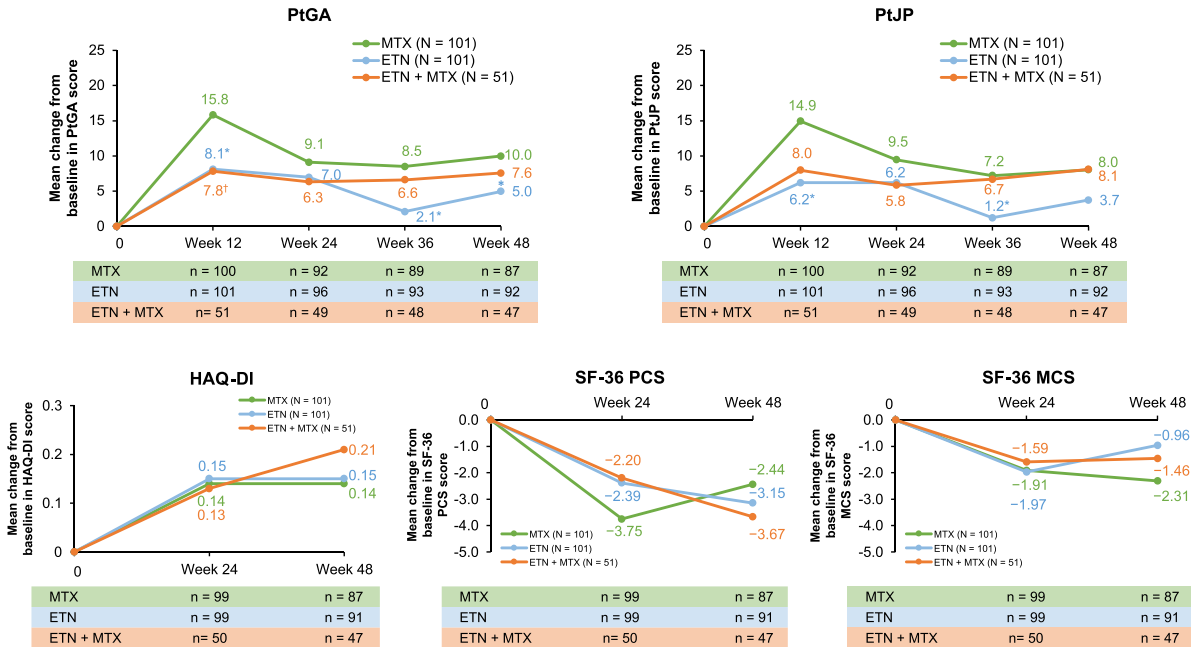 PtGA
Mean change from
baseline in PtGA score
MTX (N = 101)
ETN (N = 101)
ETN + MTX (N = 51)
25
20
15
10
5
0
15.8
9.1
8.5
10.0
8.1*
7.0
2.1*
*
5.0
7.8†
6.3
6.6
7.6
0
Week 12
Week 24
Week 36
Week 48
MTX n = 100 n = 92 n = 89 n = 87
ETN n = 101 n = 96 n = 93 n = 92
ETN + MTX n= 51 n = 49 n = 48 n = 47
PtJP
Mean change from
baseline in PtJP score
MTX (N = 101)
ETN (N = 101)
ETN + MTX (N = 51)
25
20
15
10
5
0
14.9
9.5
7.2
8.0
8.0
5.8
6.7
8.1
6.2*
6.2
1.2*
3.7
0
Week 12
Week 24
Week 36
Week 48
MTX n = 100 n = 92 n = 89 n = 87
ETN n = 101 n = 96 n = 93 n = 92
ETN + MTX n= 51 n = 49 n = 48 n = 47
HAQ-DI
Mean change from
baseline in HAQ-DI score
MTX (N = 101)
ETN (N = 101)
ETN + MTX (N = 51)
0.3
0.2
0.1
0
0.15
0.14
0.13
0.21
0.15
0.14
0
Week 24
Week 48
MTX n = 99 n = 87
ETN n = 99 n = 91
ETN + MTX n= 50 n = 47
SF-36 PCS
0
Week 24
Week 48
Mean change from
baseline in SF-36
PCS score
0.0
-1.0
-2.0
-3.0
-4.0
-5.0
−2.20
−2.39
−3.75
−2.44
−3.15
−3.67
MTX (N = 101)
ETN (N = 101)
ETN + MTX (N = 51)
MTX n = 99 n = 87
ETN n = 99 n = 91
ETN + MTX n= 50 n = 47
SF-36 MCS
0
Week 24
Week 48
Mean change from
baseline in SF-36
MCS score
0.0
-1.0
-2.0
-3.0
-4.0
-5.0
−1.59
−1.91
−1.97
−0.96
−1.46
−2.31
MTX (N = 101)
ETN (N = 101)
ETN + MTX (N = 51)
MTX n = 99 n = 87
ETN n = 99 n = 91
ETN + MTX n= 50 n = 47